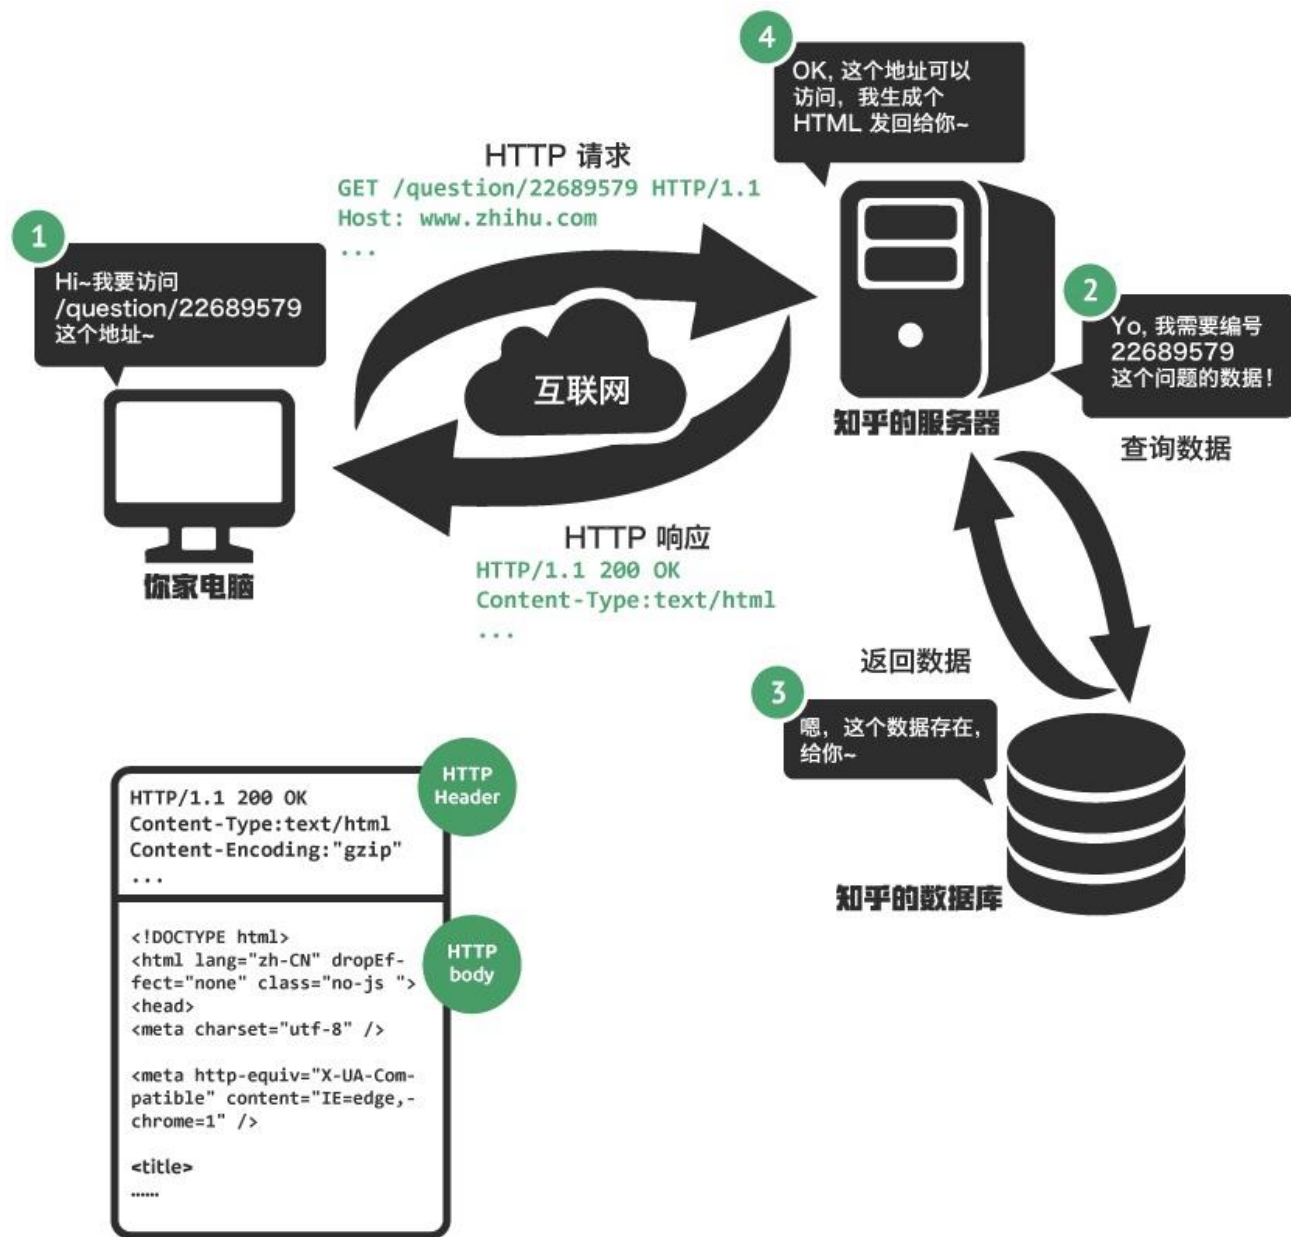 4
OK, 这个地址可以
访问，我生成个
HTML 发回给你~
HTTP 请求
GET /question/22689579 HTTP/1.1
Host: www.zhihu.com
...
1
Hi~我要访问
/question/22689579
这个地址~
2
Yo, 我需要编号
22689579
这个问题的数据！
互联网
知乎的服务器
查询数据
你家电脑
HTTP 响应
HTTP/1.1 200 OK
Content-Type:text/html
...
返回数据
3
嗯，这个数据存在，
给你~
知乎的数据库
HTTP
Header
HTTP/1.1 200 OK
Content-Type:text/html
Content-Encoding:"gzip"
...
HTTP
body
<!DOCTYPE html>
<html lang="zh-CN" dropEf-
fect="none" class="no-js ">
<head>
<meta charset="utf-8" />
<meta http-equiv="X-UA-Com-
patible" content="IE=edge,-
chrome=1" />
<title>
......